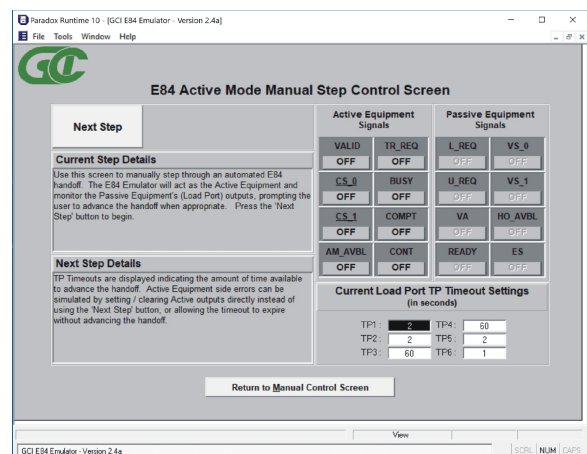 Paradox Runtime 10 - [GCI E84 Emulator - Version 2.4a]
File Tools Window Help
GCI
E84 Active Mode Manual Step Control Screen
Next Step
Current Step Details
Use this screen to manually step through an automated E84
handoff. The E84 Emulator will act as the Active Equipment and
monitor the Passive Equipment's (Load Port) outputs, prompting the
user to advance the handoff when appropriate. Press the 'Next
Step' button to begin.
Next Step Details
TP Timeouts are displayed indicating the amount of time available
to advance the handoff. Active Equipment side errors can be
simulated by setting / clearing Active outputs directly instead of
using the 'Next Step' button, or allowing the timeout to expire
without advancing the handoff.
Active Equipment
Signals
VALID TR_REQ
OFF OFF
CS_0 BUSY
OFF OFF
CS_1 COMPT
OFF OFF
AM_AVBL CONT
OFF OFF
Passive Equipment
Signals
L_REQ VS_0
OFF OFF
U_REQ VS_1
OFF OFF
VA HO_AVBL
OFF OFF
READY ES
OFF OFF
Current Load Port TP Timeout Settings
(in seconds)
TP1: 2 TP4: 60
TP2: 2 TP5: 2
TP3: 60 TP6: 1
Return to Manual Control Screen
View
GCI E84 Emulator - Version 2.4a SCRL NUM CAPS